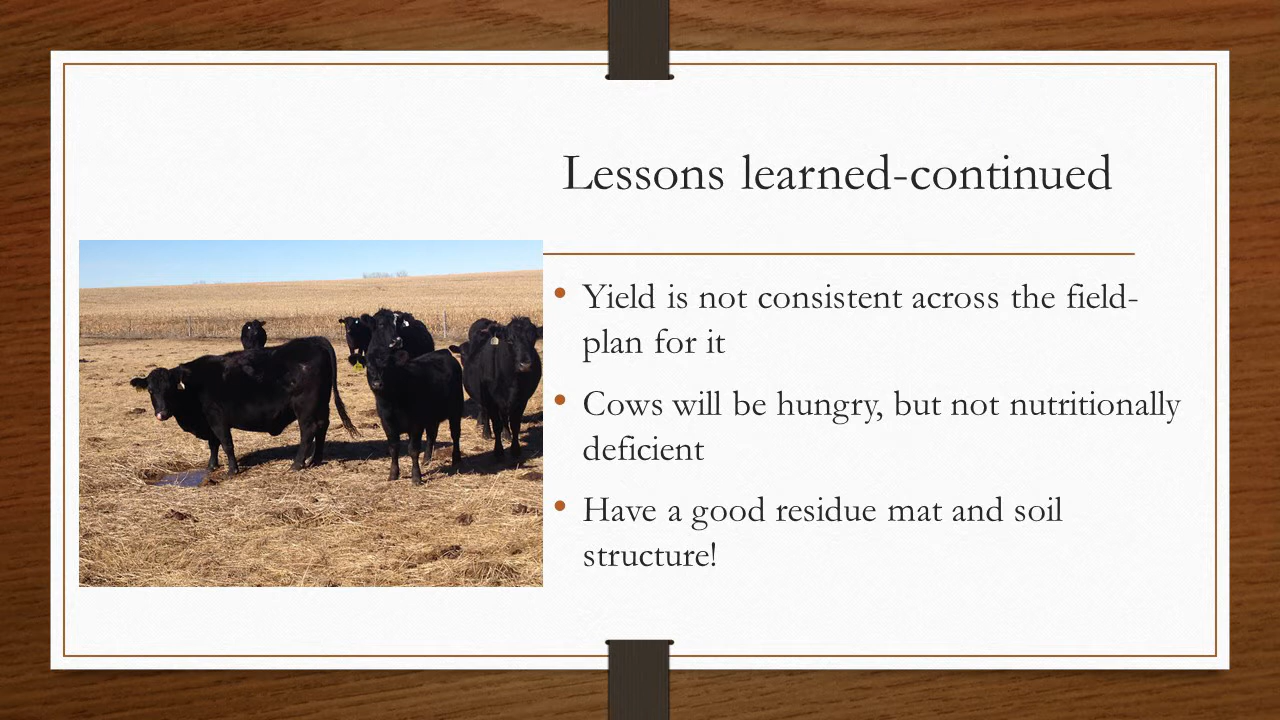 Lessons learned-continued
• Yield is not consistent across the field-
plan for it
• Cows will be hungry, but not nutritionally
deficient
• Have a good residue mat and soil
structure!